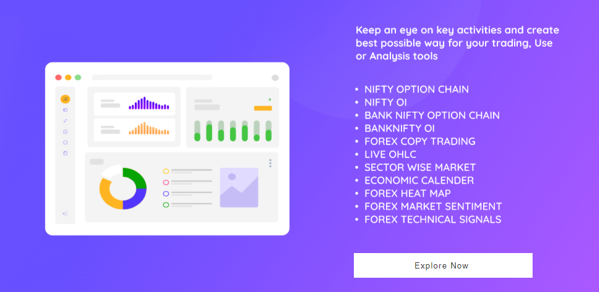 Keep an eye on key activities and create
best possible way for your trading, Use
or Analysis tools
• NIFTY OPTION CHAIN
• NIFTY OI
• BANK NIFTY OPTION CHAIN
• BANKNIFTY OI
• FOREX COPY TRADING
• LIVE OHLC
• SECTOR WISE MARKET
• ECONOMIC CALENDER
• FOREX HEAT MAP
• FOREX MARKET SENTIMENT
• FOREX TECHNICAL SIGNALS
Explore Now